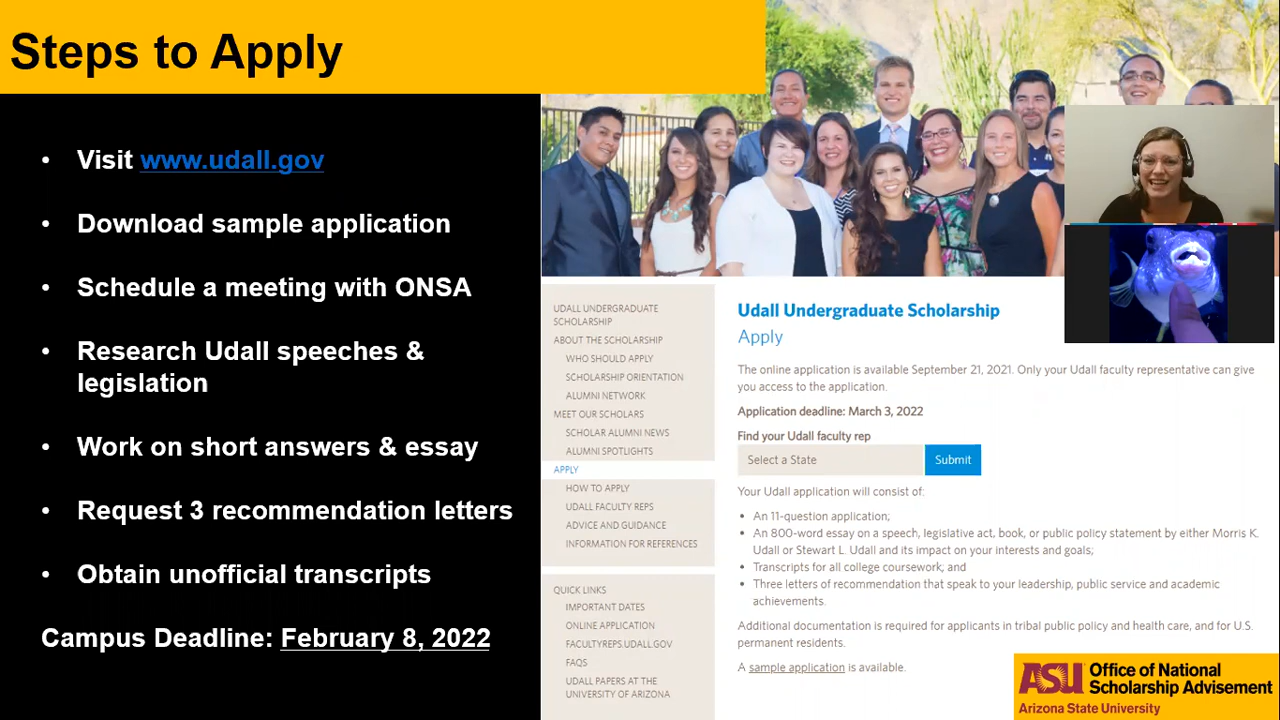 Steps to Apply
• Visit www.udall.gov
• Download sample application
• Schedule a meeting with ONSA
• Research Udall speeches &
legislation
• Work on short answers & essay
• Request 3 recommendation letters
• Obtain unofficial transcripts
Campus Deadline: February 8, 2022
UDALL UNDERGRADUATE
SCHOLARSHIP
ABOUT THE SCHOLARSHIP
WHO SHOULD APPLY
SCHOLARSHIP ORIENTATION
ALUMNI NETWORK
MEET OUR SCHOLARS
SCHOLAR ALUMNI NEWS
ALUMNI SPOTLIGHTS
APPLY
HOW TO APPLY
UDALL FACULTY REPS
ADVICE AND GUIDANCE
INFORMATION FOR REFERENCES
QUICK LINKS
IMPORTANT DATES
ONLINE APPLICATION
FACULTYREPS.UDALL.GOV
FAQS
UDALL PAPERS AT THE
UNIVERSITY OF ARIZONA
Udall Undergraduate Scholarship
Apply
The online application is available September 21, 2021. Only your Udall faculty representative can give
you access to the application.
Application deadline: March 3, 2022
Find your Udall faculty rep
Select a State Submit
Your Udall application will consist of:
• An 11-question application;
• An 800-word essay on a speech, legislative act, book, or public policy statement by either Morris K.
Udall or Stewart L. Udall and its impact on your interests and goals;
• Transcripts for all college coursework; and
• Three letters of recommendation that speak to your leadership, public service and academic
achievements.
Additional documentation is required for applicants in tribal public policy and health care, and for U.S.
permanent residents.
A sample application is available.
ASU Office of National
Scholarship Advisement
Arizona State University